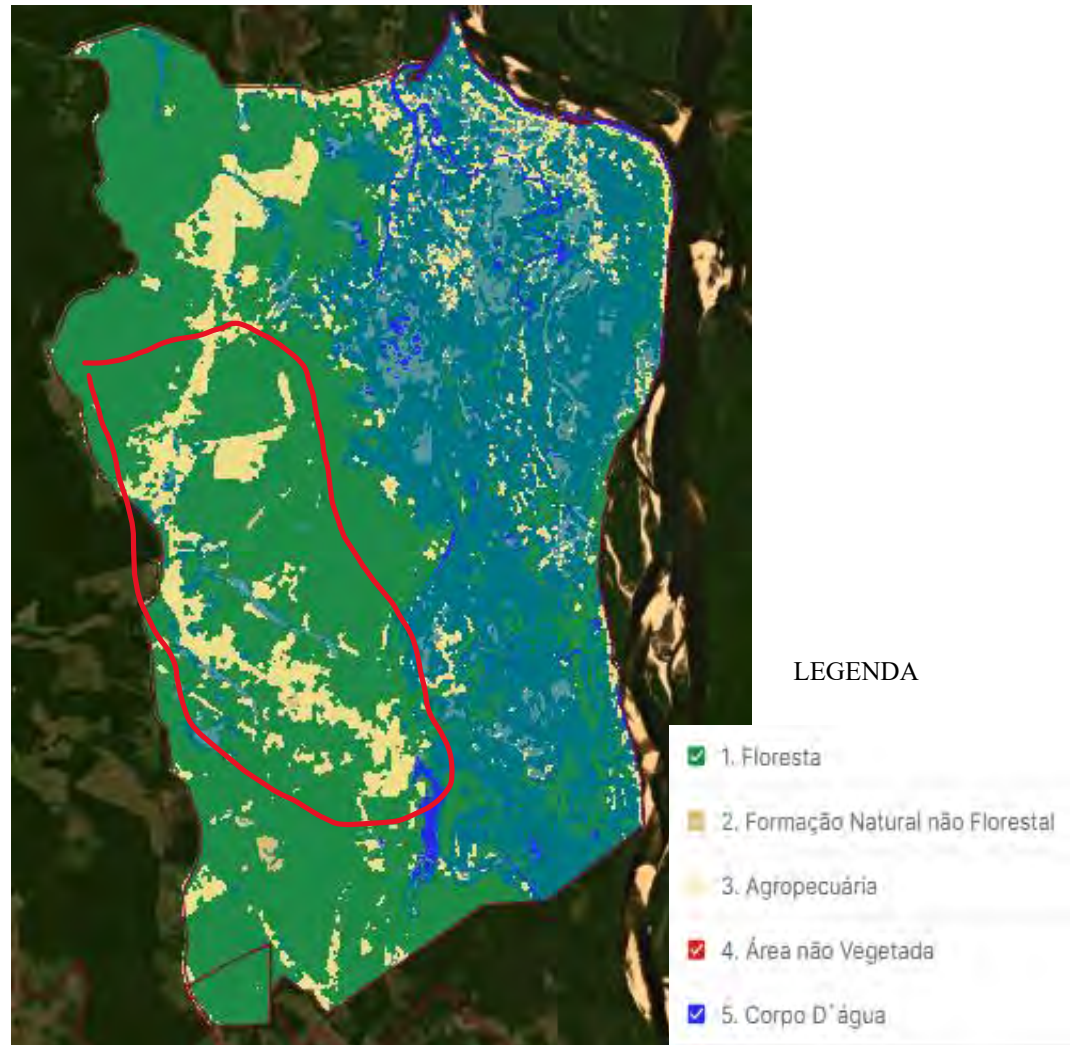 LEGENDA
1. Floresta
2. Formação Natural não Florestal
3. Agropecuária
4. Área não Vegetada
5. Corpo D`água